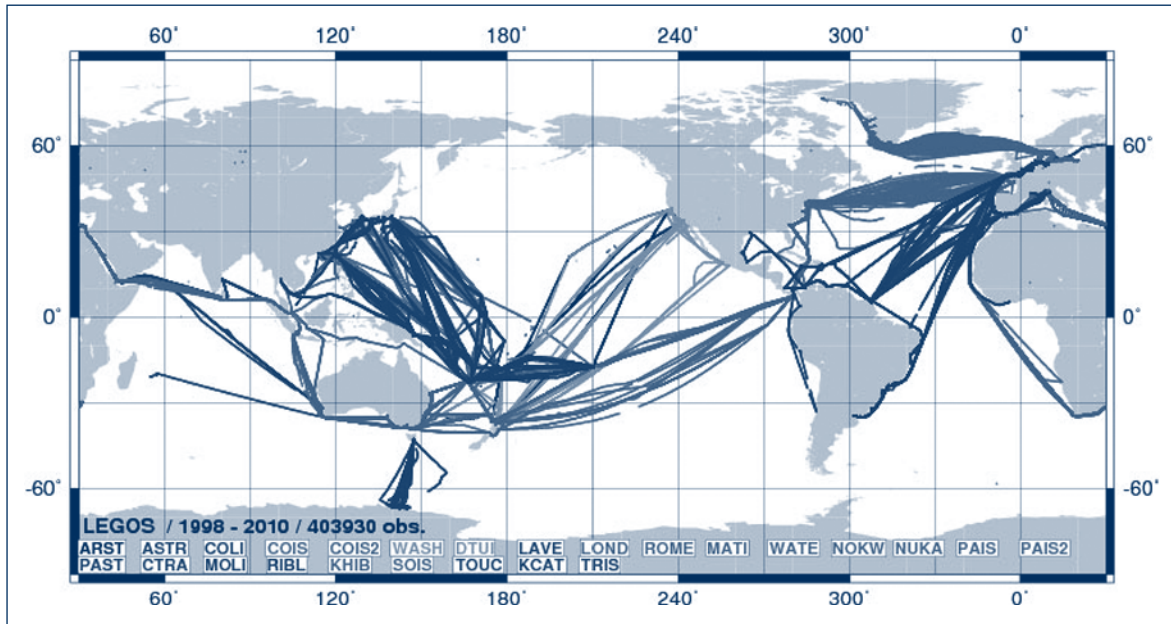 60° 120° 180° 240° 300° 0°
60° 60°
0° 0°
-60° -60°
LEGOS / 1998 - 2010 / 403930 obs.
ARST ASTR COLI COIS COIS2 WASH DTUI LAVE LOND ROME MATI WATE NOKW NUKA PAIS PAIS2
PAST CTRA MOLI RIBL KHIB SOIS TOUC KCAT TRIS
60° 120° 180° 240° 300° 0°